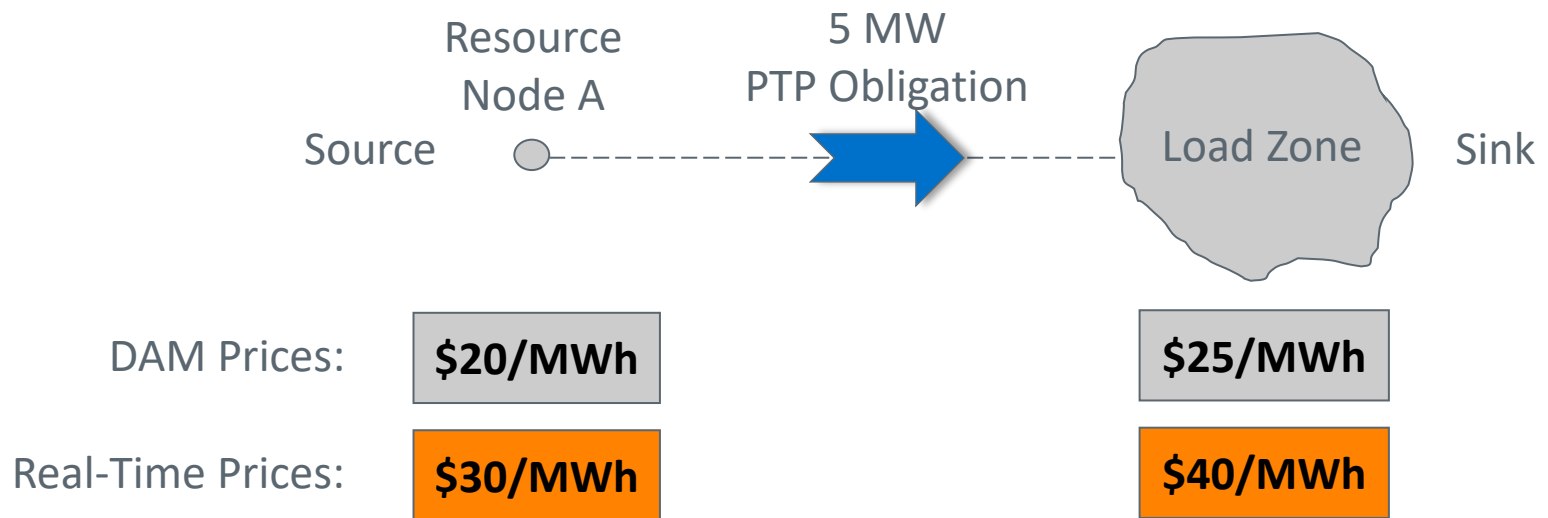 Resource
Node A
5 MW
PTP Obligation
Source
Load Zone
Sink
DAM Prices:
$20/MWh
$25/MWh
Real-Time Prices:
$30/MWh
$40/MWh